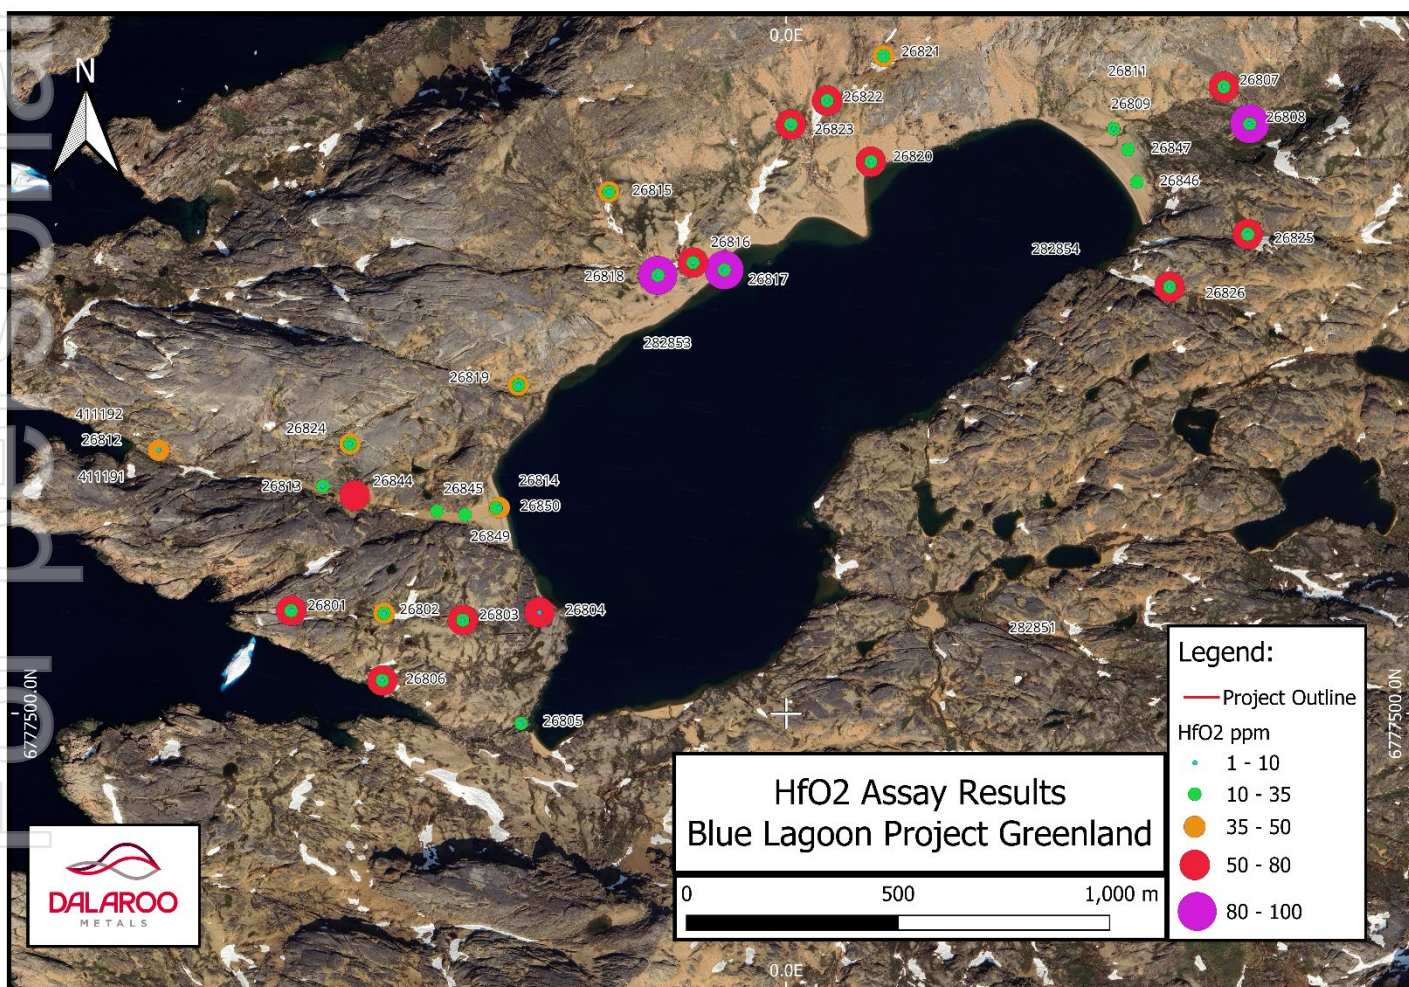 For personal
N
0.0E
26821
26811
26807
26822
26809
26808
26823
26847
26820
26846
26815
26825
26816
282854
26818
26817
26826
282853
26819
411192
26824
26812
411191
26813
26844
26845
26814
26850
26849
26801
26802
26803
26804
282851
26806
26805
6777500.0N
6777500.0N
Legend:
Project Outline
HfO2 ppm
1 - 10
10 - 35
35 - 50
50 - 80
80 - 100
HfO2 Assay Results
Blue Lagoon Project Greenland
0 500 1,000 m
DALAROO
METALS
0.0E